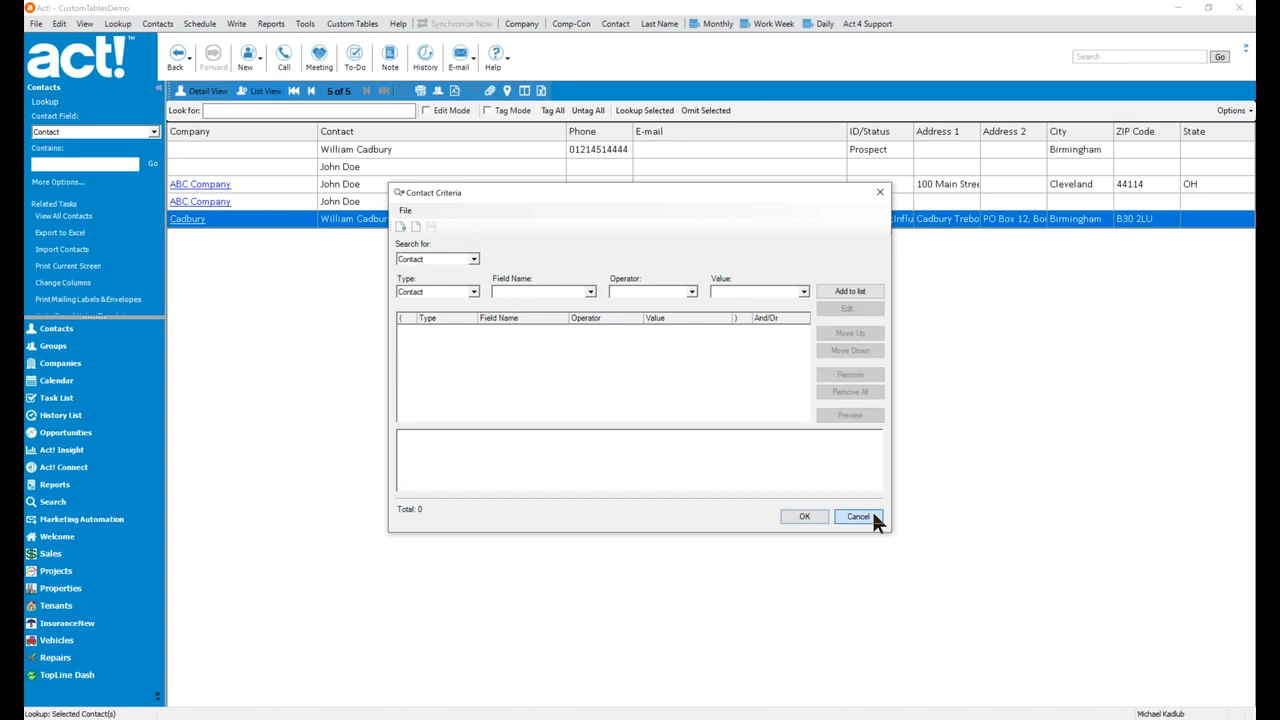 Act! - CustomTablesDemo
File Edit View Lookup Contacts Schedule Write Reports Tools Custom Tables Help Synchronize Now Company Comp-Con Contact Last Name Monthly Work Week Daily Act 4 Support
act!™
Back Forward New Call Meeting To-Do Note History E-mail Help
Search Go
Contacts
Detail View List View 5 of 5
Lookup
Look for: Edit Mode Tag Mode Tag All Untag All Lookup Selected Omit Selected Options
Contact Field:
Contact
Contains:
Go
More Options...
Related Tasks
View All Contacts
Export to Excel
Import Contacts
Print Current Screen
Change Columns
Print Mailing Labels & Envelopes
Company Contact Phone E-mail ID/Status Address 1 Address 2 City ZIP Code State
William Cadbury 01214514444 Prospect Birmingham
John Doe
ABC Company John Doe 100 Main Stree Cleveland 44114 OH
ABC Company John Doe
Cadbury William Cadbur Influ Cadbury Trebo PO Box 12, Bou Birmingham B30 2LU
Contact Criteria
File
Search for:
Contact
Type: Field Name: Operator: Value:
Contact Add to list
Edit...
( Type Field Name Operator Value ) And/Or
Move Up
Move Down
Remove
Remove All
Preview
Total: 0
OK Cancel
Contacts
Groups
Companies
Calendar
Task List
History List
Opportunities
Act! Insight
Act! Connect
Reports
Search
Marketing Automation
Welcome
Sales
Projects
Properties
Tenants
InsuranceNew
Vehicles
Repairs
TopLine Dash
Lookup: Selected Contact(s) Michael Kadlub